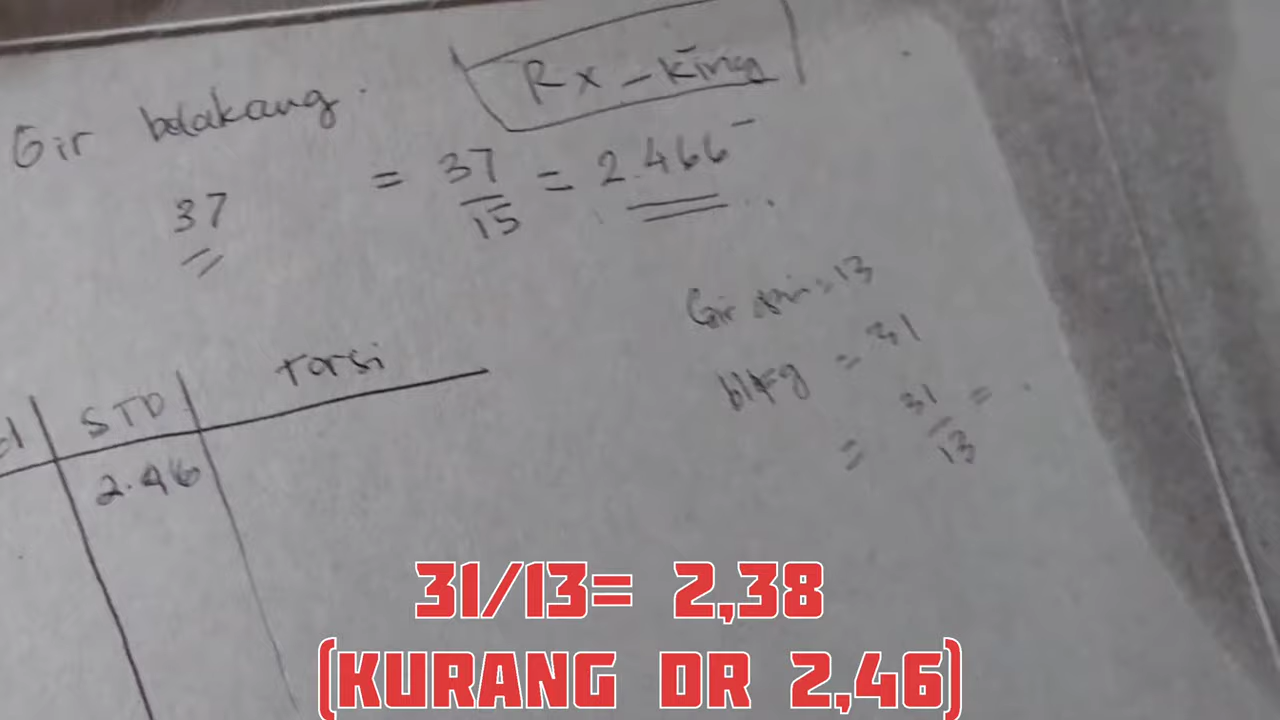 Rx - King
Gir belakang.
37 = 37/15 = 2.466
Gir = 13
blkg = 31
= 31/13 =
STD torsi
2.46
31/13= 2,38
(KURANG DR 2,46)